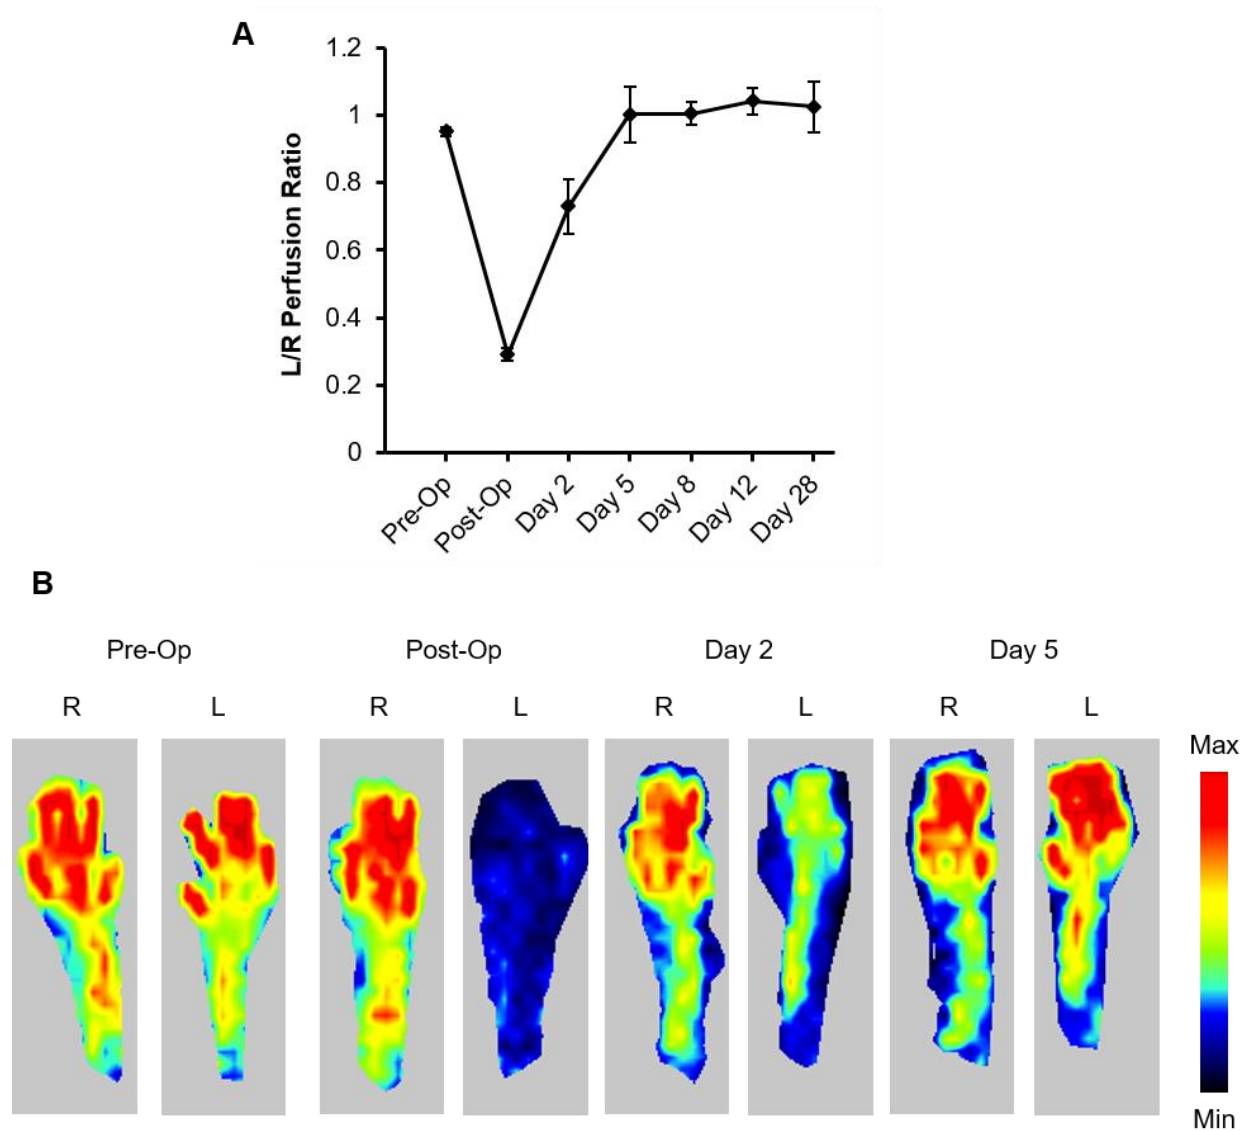 A
1.2
1
0.8
0.6
0.4
0.2
0
L/R Perfusion Ratio
Pre-Op
Post-Op
Day 2
Day 5
Day 8
Day 12
Day 28
B
Pre-Op Post-Op Day 2 Day 5
R L R L R L R L
Max
Min